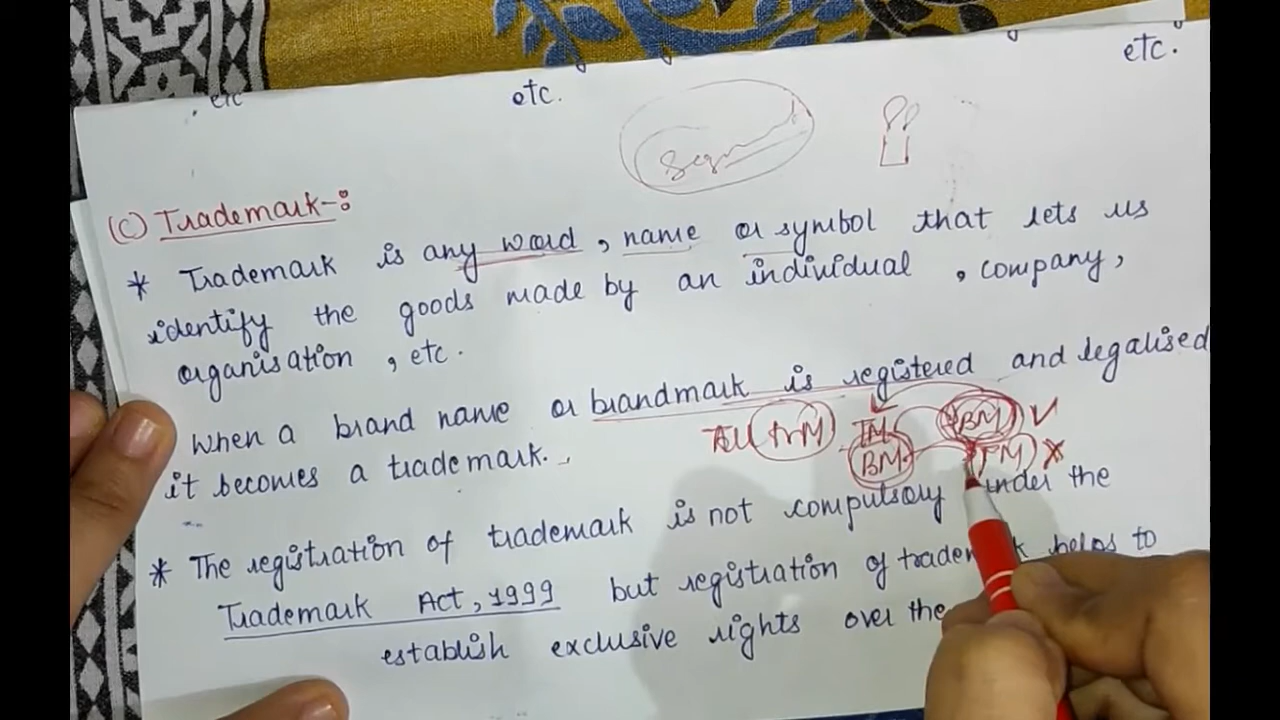 etc etc. etc.
(C) Trademark-:
* Trademark is any word, name or symbol that lets us
identify the goods made by an individual, company,
organisation, etc.
When a brand name or brandmark is registered and legalised
it becomes a trademark.
TM BM
BM TM
* The registration of trademark is not compulsory under the
Trademark Act, 1999 but registration of trademark helps to
establish exclusive rights over the